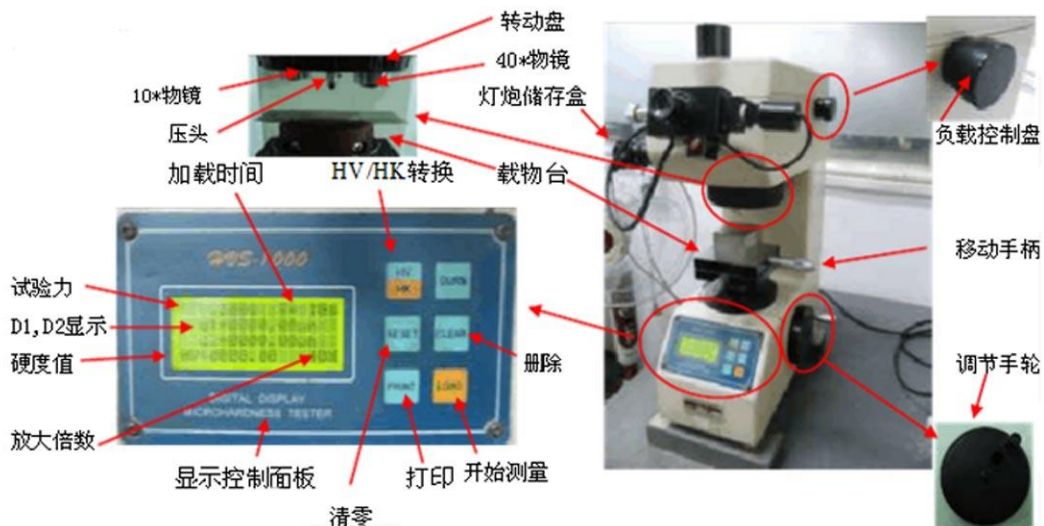 转动盘
40*物镜
10*物镜
灯炮储存盒
压头
负载控制盘
加载时间
HV/HK转换
载物台
HVS-1000
HV
HK
移动手柄
试验力
D1,D2显示
RESET
CLEAR
硬度值
删除
调节手轮
PRINT
LOAD
DIGITAL DISPLAY
MICROHARDNESS TESTER
放大倍数
显示控制面板
打印
开始测量
清零